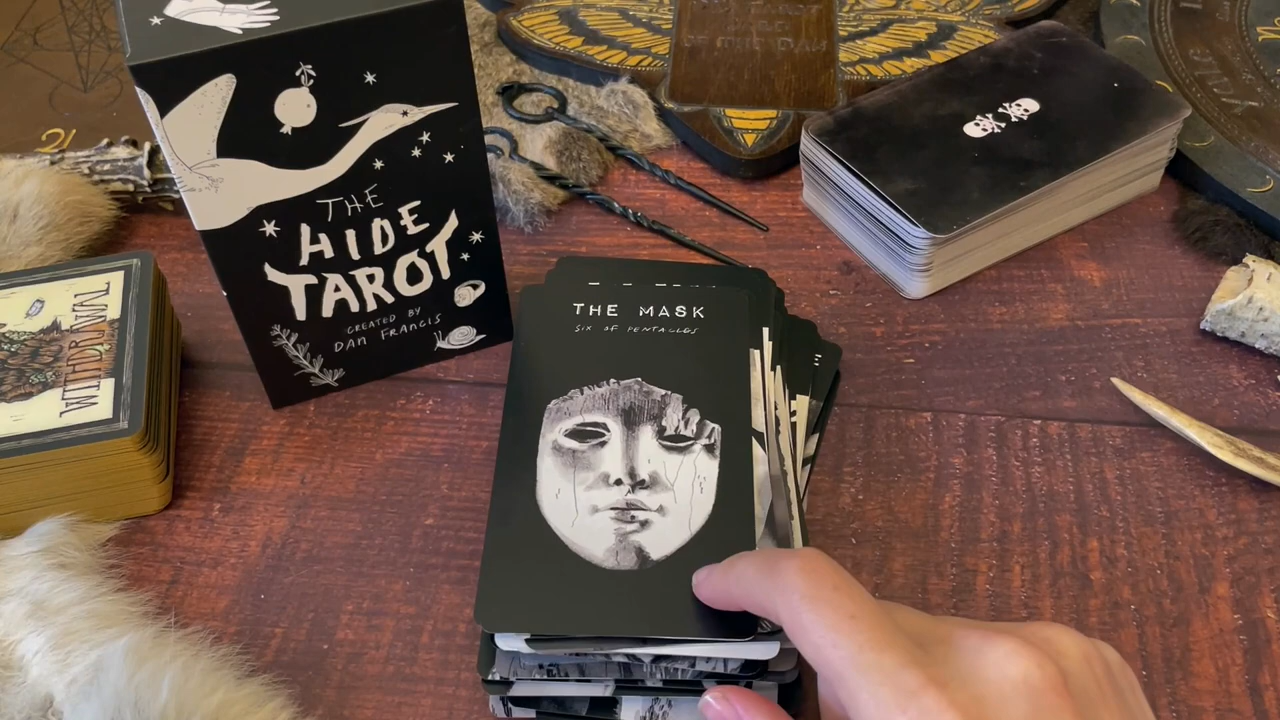 THE
HIDE
TAROT
CREATED BY
DAN FRANCIS
THE MASK
SIX OF PENTACLES
WITHDRAWAL